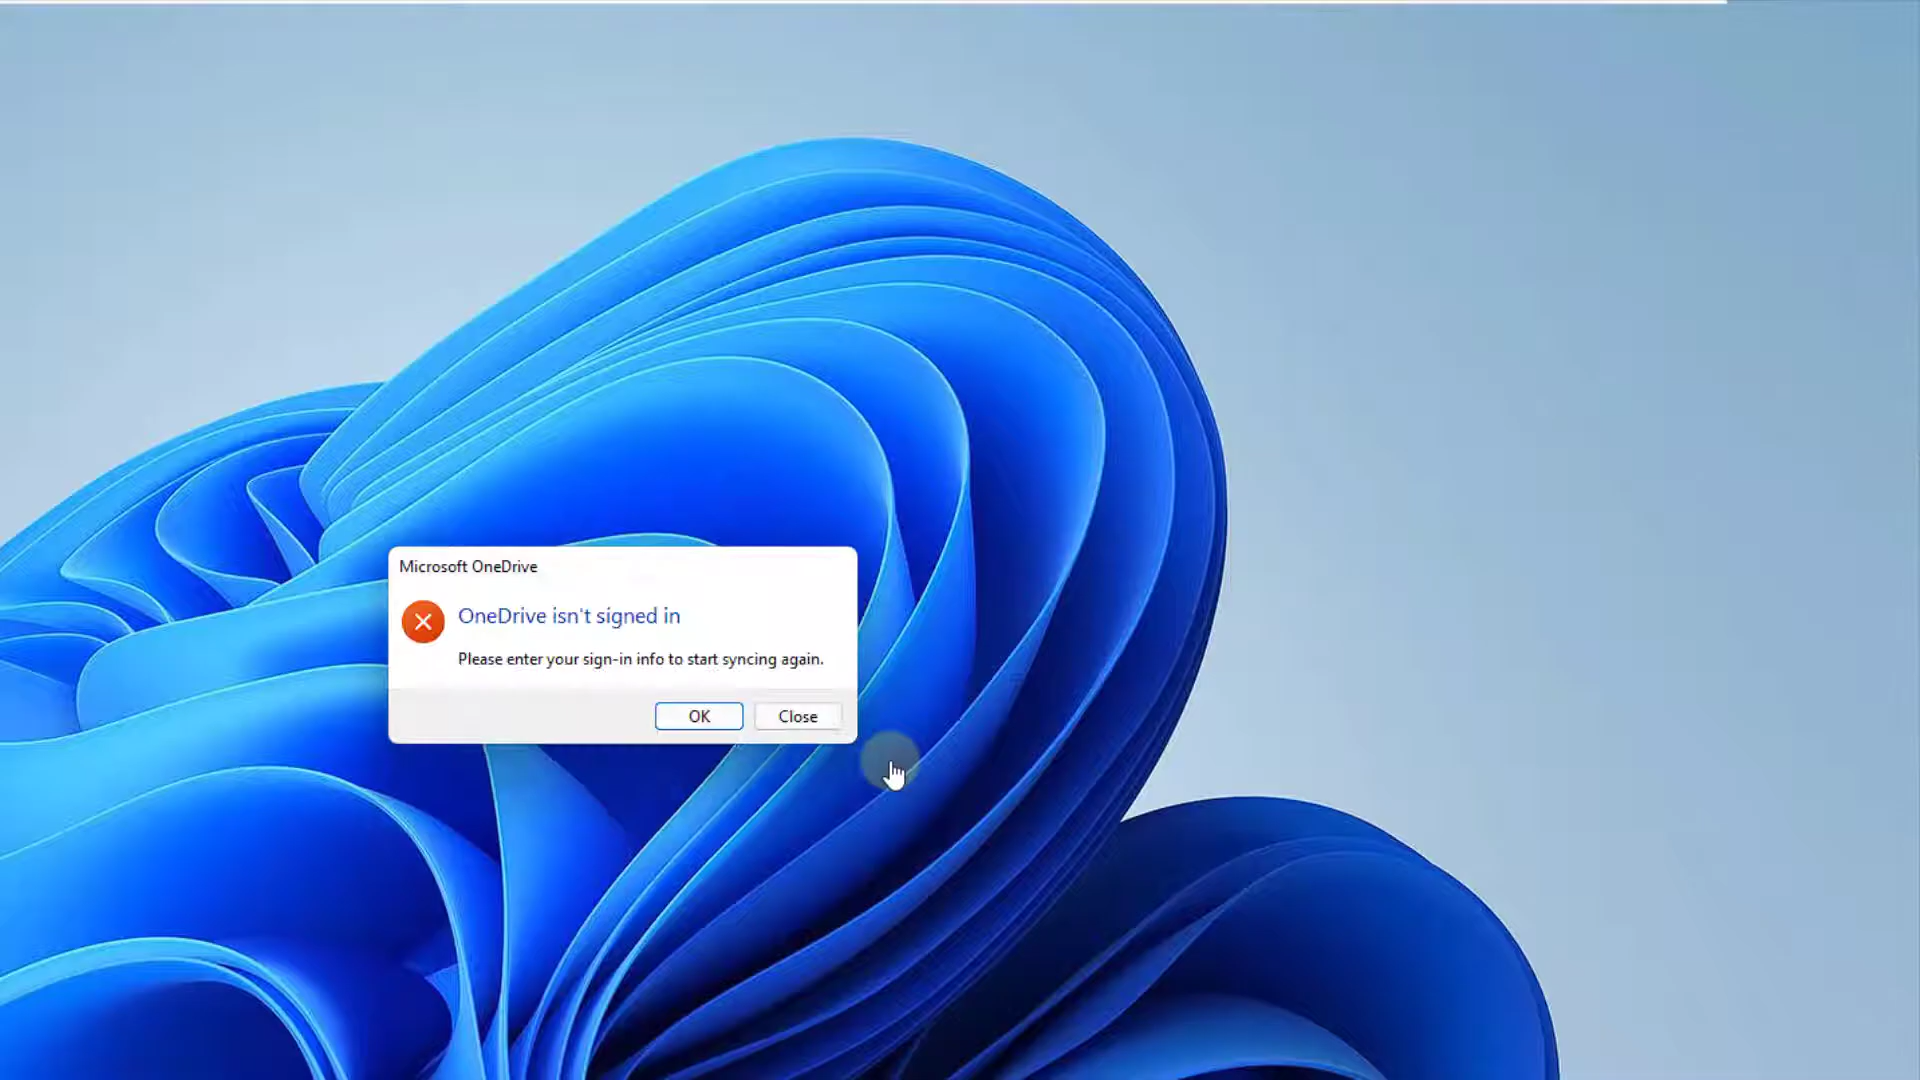 Microsoft OneDrive
OneDrive isn't signed in
Please enter your sign-in info to start syncing again.
OK
Close